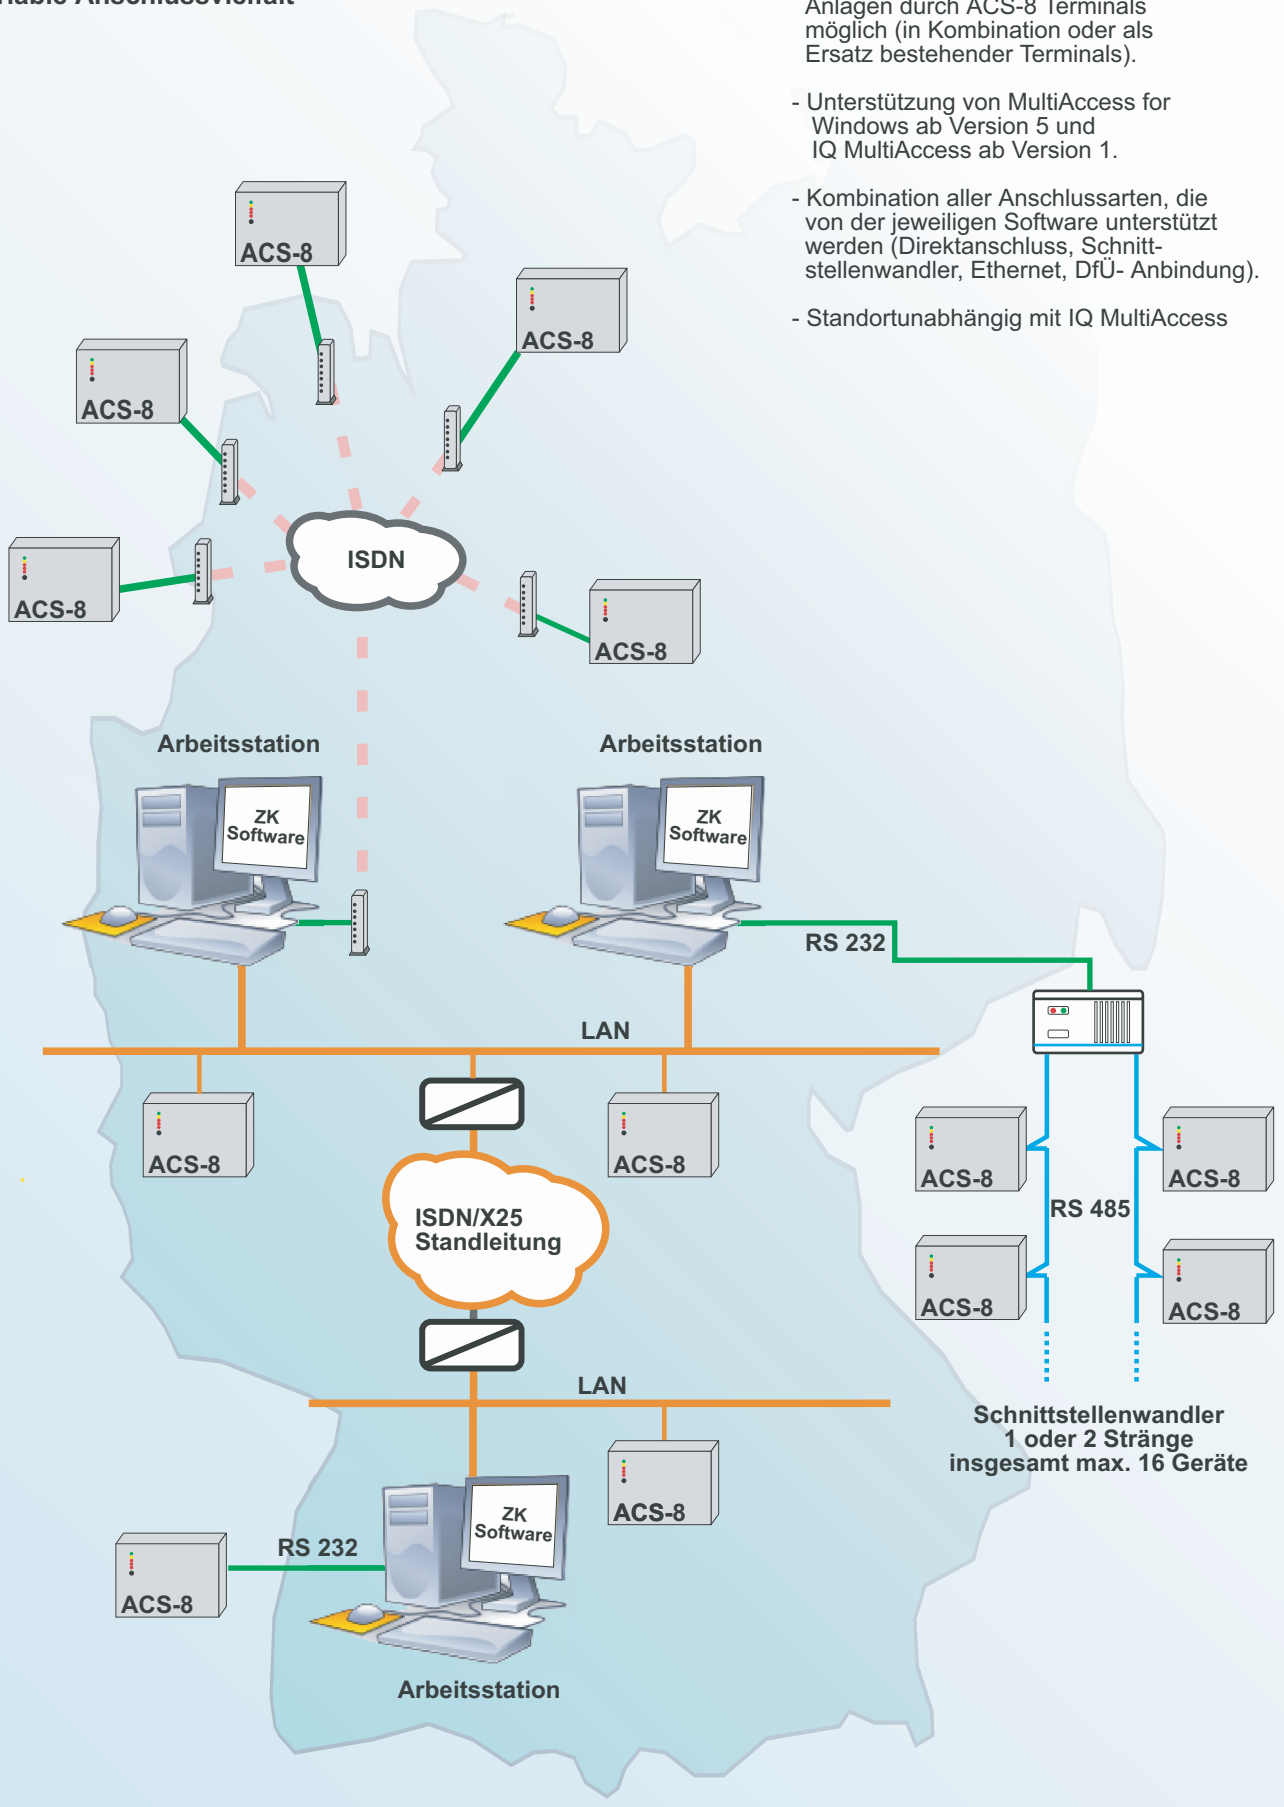 Anschlussvielfalt
Anlagen durch ACS-8 Terminals
möglich (in Kombination oder als
Ersatz bestehender Terminals).
- Unterstützung von MultiAccess for
Windows ab Version 5 und
IQ MultiAccess ab Version 1.
- Kombination aller Anschlussarten, die
von der jeweiligen Software unterstützt
werden (Direktanschluss, Schnitt-
stellenwandler, Ethernet, DfÜ- Anbindung).
- Standortunabhängig mit IQ MultiAccess
ACS-8
ACS-8
ACS-8
ISDN
ACS-8
ACS-8
Arbeitsstation
Arbeitsstation
ZK
Software
ZK
Software
RS 232
LAN
ACS-8
ACS-8
ACS-8
ACS-8
ISDN/X25
Standleitung
RS 485
ACS-8
ACS-8
LAN
Schnittstellenwandler
1 oder 2 Stränge
insgesamt max. 16 Geräte
ACS-8
ZK
Software
RS 232
ACS-8
Arbeitsstation